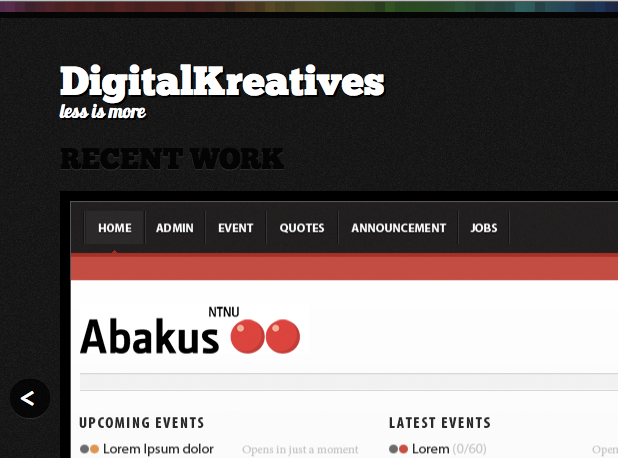 DigitalKreatives
less is more
RECENT WORK
HOME ADMIN EVENT QUOTES ANNOUNCEMENT JOBS
NTNU
Abakus
<
UPCOMING EVENTS LATEST EVENTS
Lorem Ipsum dolor Opens in just a moment Lorem (0/60) Open